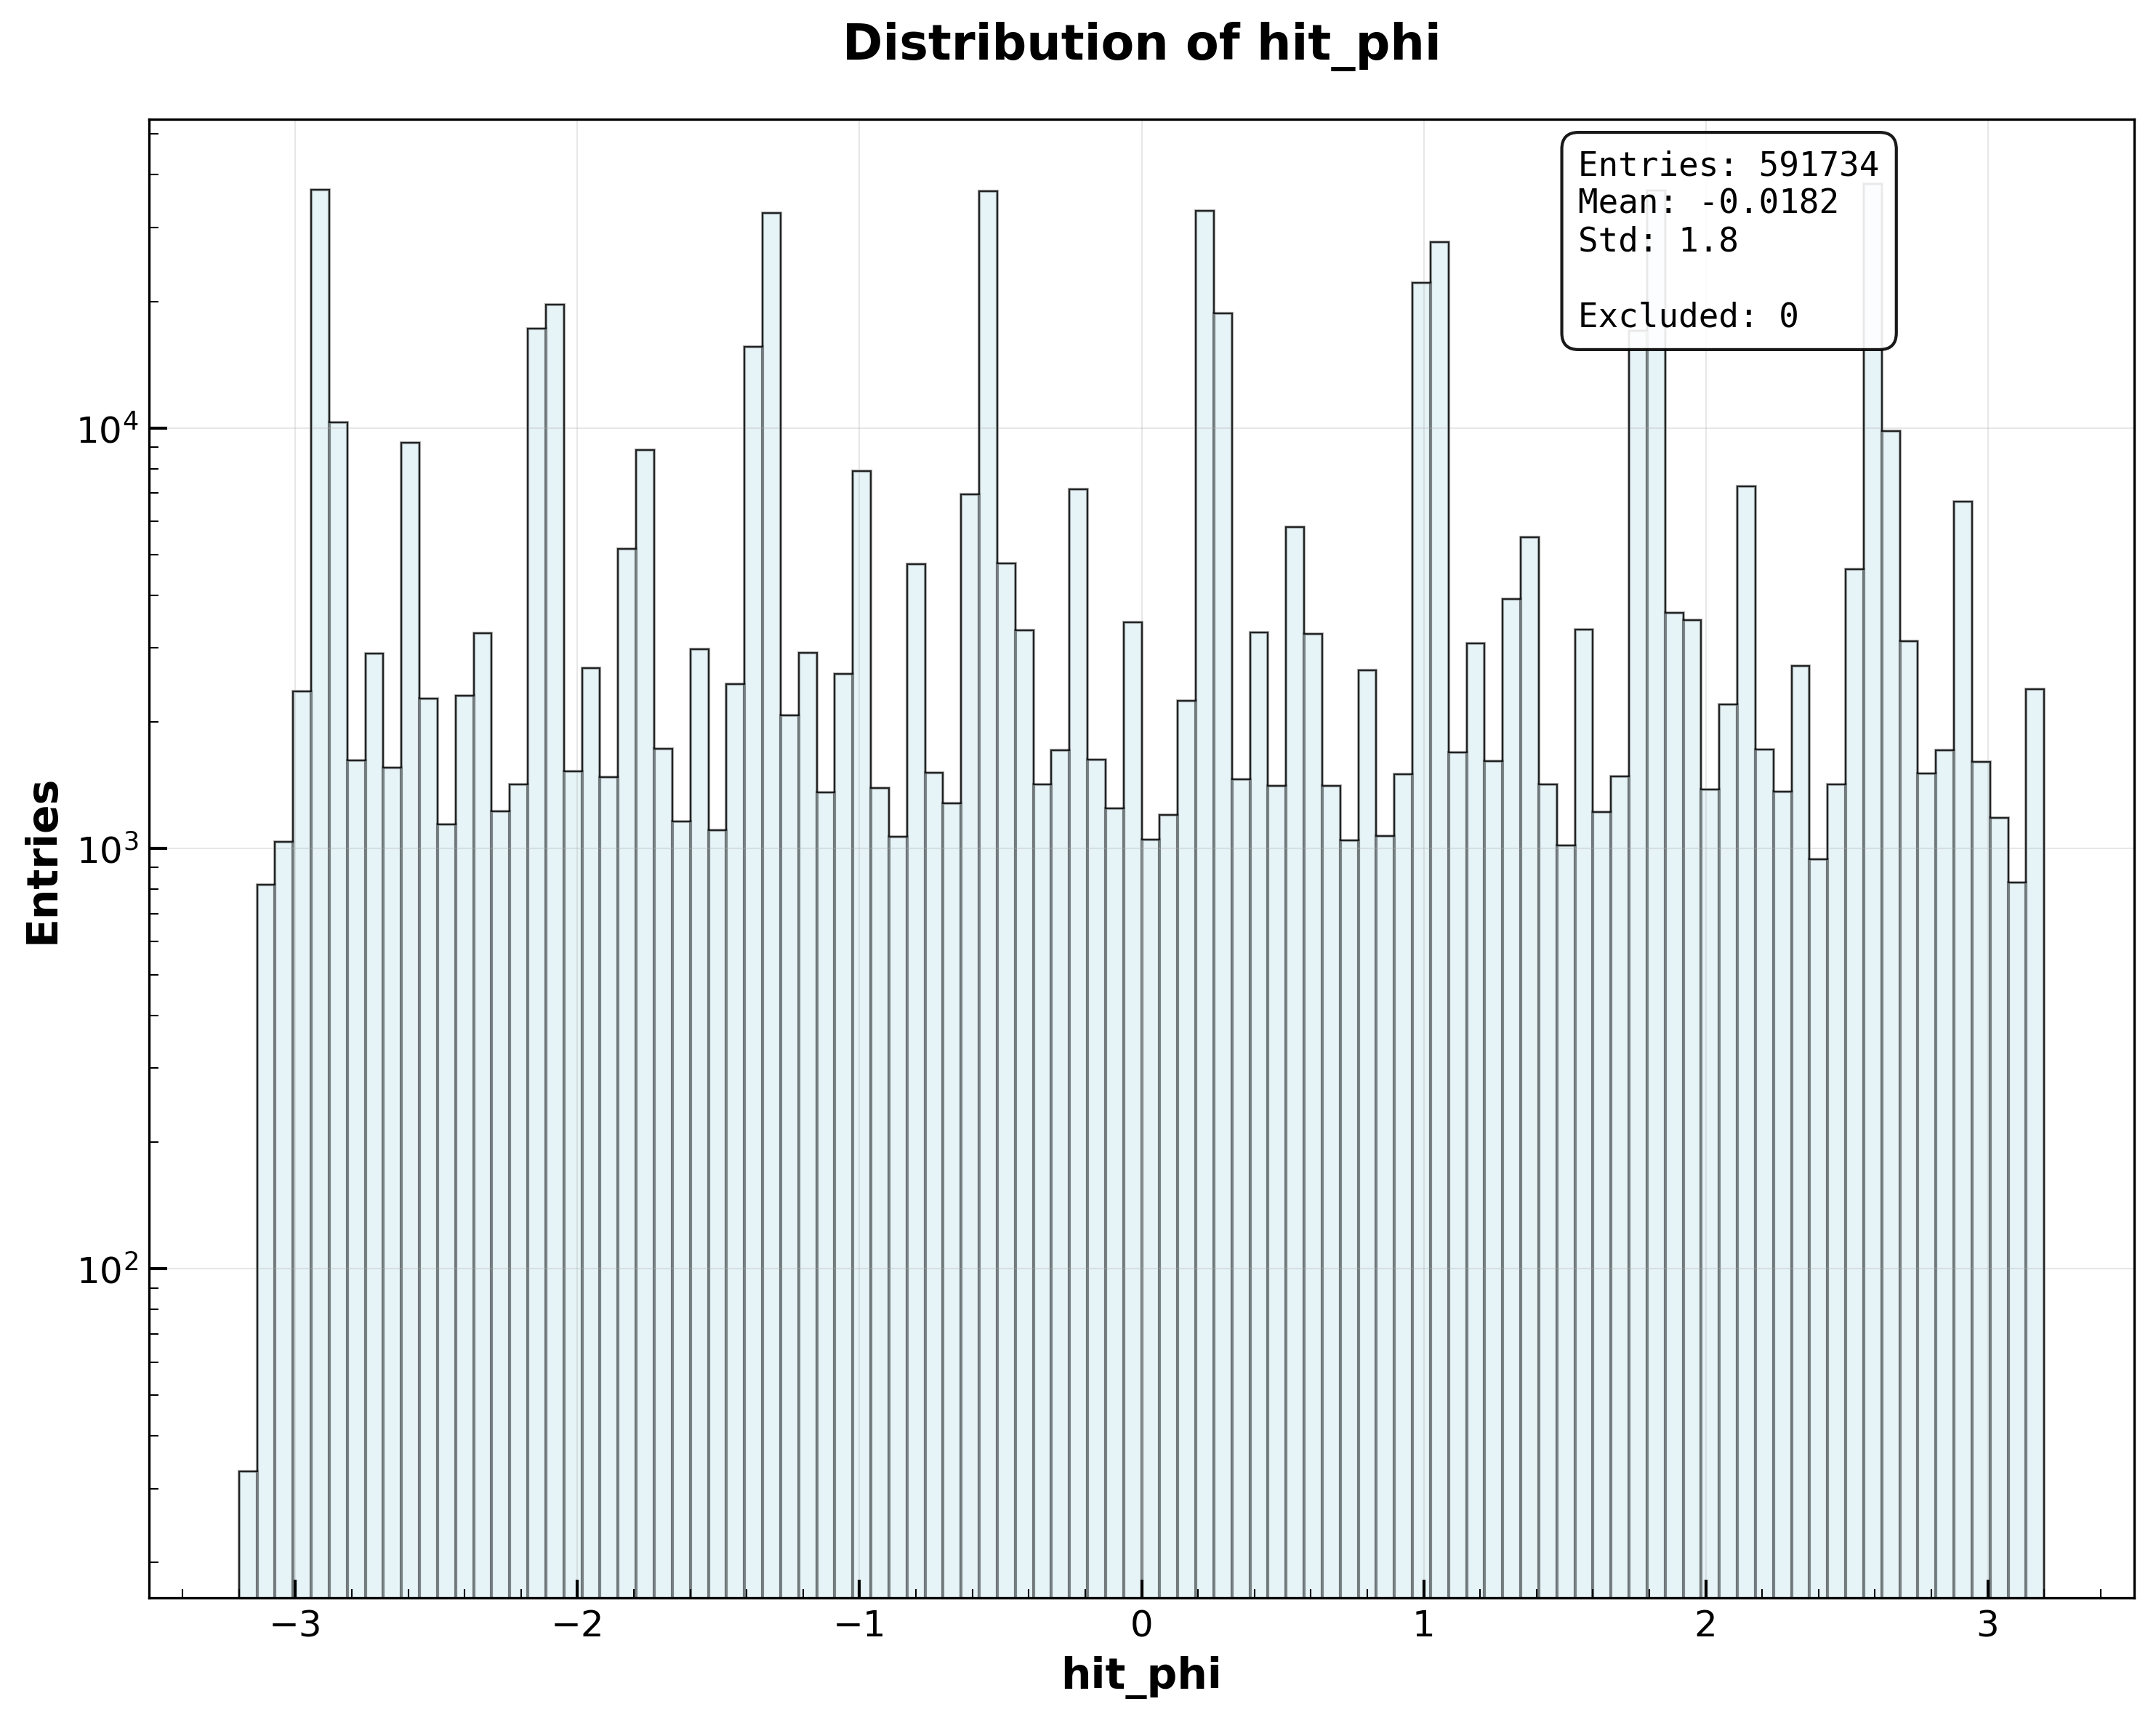 Distribution of hit_phi
Entries: 591734
Mean: -0.0182
Std: 1.8
Excluded: 0
10^4
10^3
10^2
Entries
−3 −2 −1 0 1 2 3
hit_phi